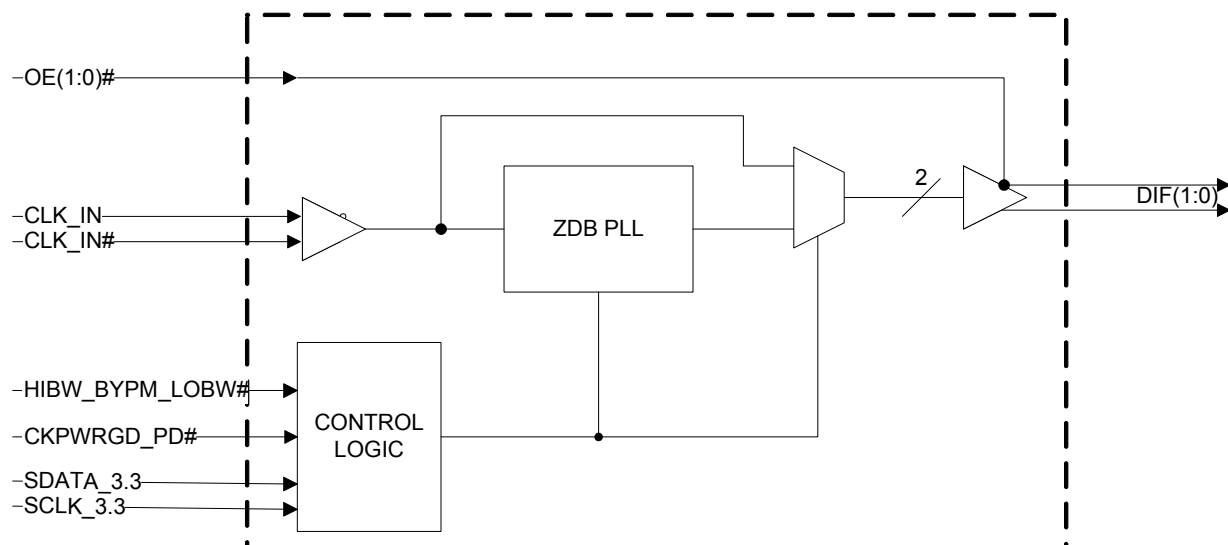 OE(1:0)#
2
DIF(1:0)
CLK_IN
CLK_IN#
ZDB PLL
HIBW_BYPM_LOBW#
CKPWRGD_PD#
SDATA_3.3
SCLK_3.3
CONTROL
LOGIC